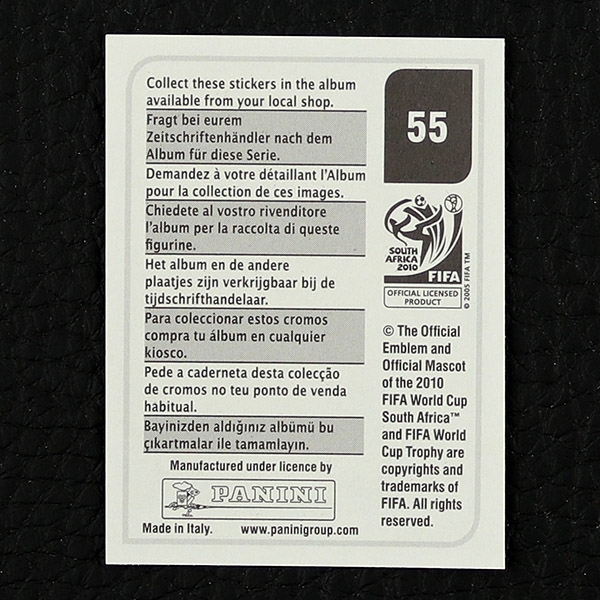 Collect these stickers in the album
available from your local shop.
Fragt bei eurem
Zeitschriftenhändler nach dem
Album für diese Serie.
Demandez à votre détaillant l'Album
pour la collection de ces images.
Chiedete al vostro rivenditore
l'album per la raccolta di queste
figurine.
Het album en de andere
plaatjes zijn verkrijgbaar bij de
tijdschrifthandelaar.
Para coleccionar estos cromos
compra tu álbum en cualquier
kiosco.
Pede a caderneta desta colecção
de cromos no teu ponto de venda
habitual.
Bayinizden aldığınız albümü bu
çıkartmalar ile tamamlayın.
Manufactured under licence by
PANINI
Made in Italy. www.paninigroup.com
55
SOUTH
AFRICA
2010
FIFA
OFFICIAL LICENSED
PRODUCT
© 2005 FIFA TM
© The Official
Emblem and
Official Mascot
of the 2010
FIFA World Cup
South Africa™
and FIFA World
Cup Trophy are
copyrights and
trademarks of
FIFA. All rights
reserved.